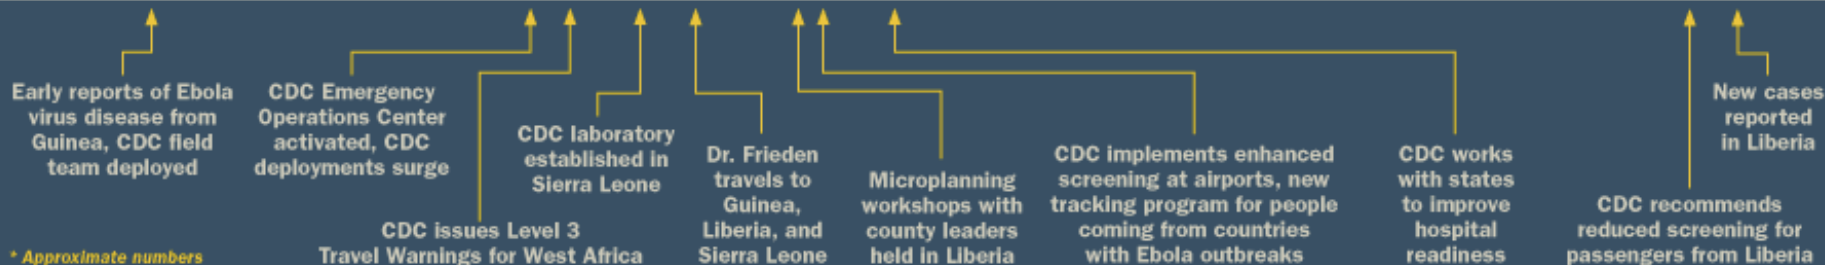 Early reports of Ebola
virus disease from
Guinea, CDC field
team deployed
CDC Emergency
Operations Center
activated, CDC
deployments surge
CDC issues Level 3
Travel Warnings for West Africa
CDC laboratory
established in
Sierra Leone
Dr. Frieden
travels to
Guinea,
Liberia, and
Sierra Leone
Microplanning
workshops with
county leaders
held in Liberia
CDC implements enhanced
screening at airports, new
tracking program for people
coming from countries
with Ebola outbreaks
CDC works
with states
to improve
hospital
readiness
CDC recommends
reduced screening for
passengers from Liberia
New cases
reported
in Liberia
* Approximate numbers